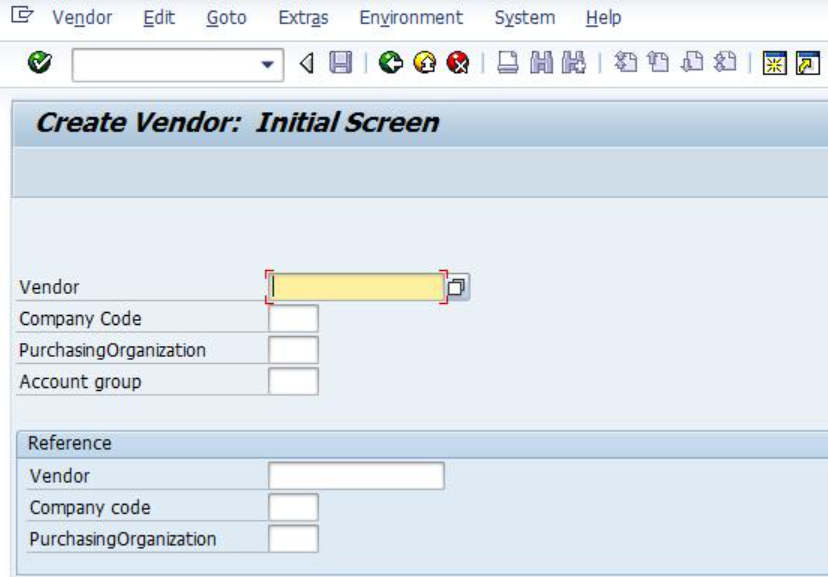 Vendor Edit Goto Extras Environment System Help
Create Vendor: Initial Screen
Vendor
Company Code
PurchasingOrganization
Account group
Reference
Vendor
Company code
PurchasingOrganization